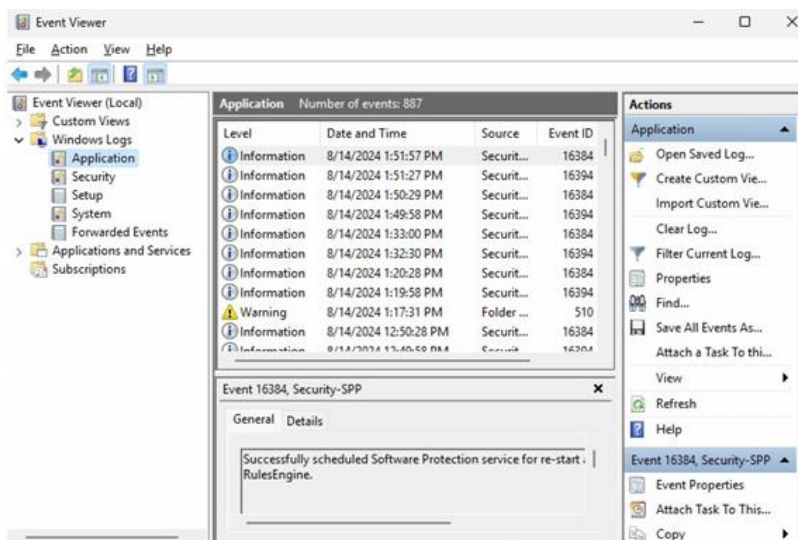 Event Viewer
File Action View Help
Event Viewer (Local)
Custom Views
Windows Logs
Application
Security
Setup
System
Forwarded Events
Applications and Services
Subscriptions
Application Number of events: 887
Level Date and Time Source Event ID
Information 8/14/2024 1:51:57 PM Securit... 16384
Information 8/14/2024 1:51:27 PM Securit... 16394
Information 8/14/2024 1:50:29 PM Securit... 16384
Information 8/14/2024 1:49:58 PM Securit... 16394
Information 8/14/2024 1:33:00 PM Securit... 16384
Information 8/14/2024 1:32:30 PM Securit... 16394
Information 8/14/2024 1:20:28 PM Securit... 16384
Information 8/14/2024 1:19:58 PM Securit... 16394
Warning 8/14/2024 1:17:31 PM Folder ... 510
Information 8/14/2024 12:50:28 PM Securit... 16384
Information 8/14/2024 12:49:58 PM Securit... 16394
Event 16384, Security-SPP
General Details
Successfully scheduled Software Protection service for re-start
RulesEngine.
Actions
Application
Open Saved Log...
Create Custom Vie...
Import Custom Vie...
Clear Log...
Filter Current Log...
Properties
Find...
Save All Events As...
Attach a Task To thi...
View
Refresh
Help
Event 16384, Security-SPP
Event Properties
Attach Task To This...
Copy